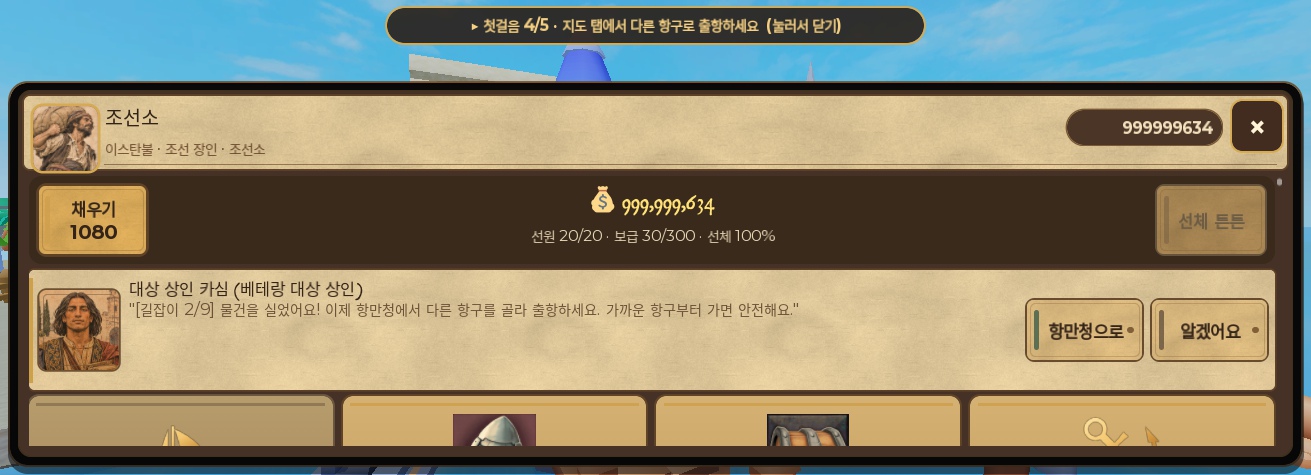 ▸ 첫걸음 4/5 · 지도 탭에서 다른 항구로 출항하세요 (눌러서 닫기)
조선소
이스탄불 · 조선 장인 · 조선소
999999634
×
채우기
1080
999,999,634
선원 20/20 · 보급 30/300 · 선체 100%
선체 튼튼
대상 상인 카심 (베테랑 대상 상인)
"[길잡이 2/9] 물건을 실었어요! 이제 항만청에서 다른 항구를 골라 출항하세요. 가까운 항구부터 가면 안전해요."
항만청으로
알겠어요